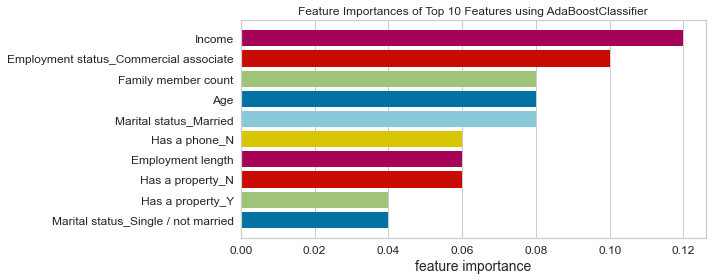 Feature Importances of Top 10 Features using AdaBoostClassifier
Income
Employment status_Commercial associate
Family member count
Age
Marital status_Married
Has a phone_N
Employment length
Has a property_N
Has a property_Y
Marital status_Single / not married
0.00 0.02 0.04 0.06 0.08 0.10 0.12
feature importance